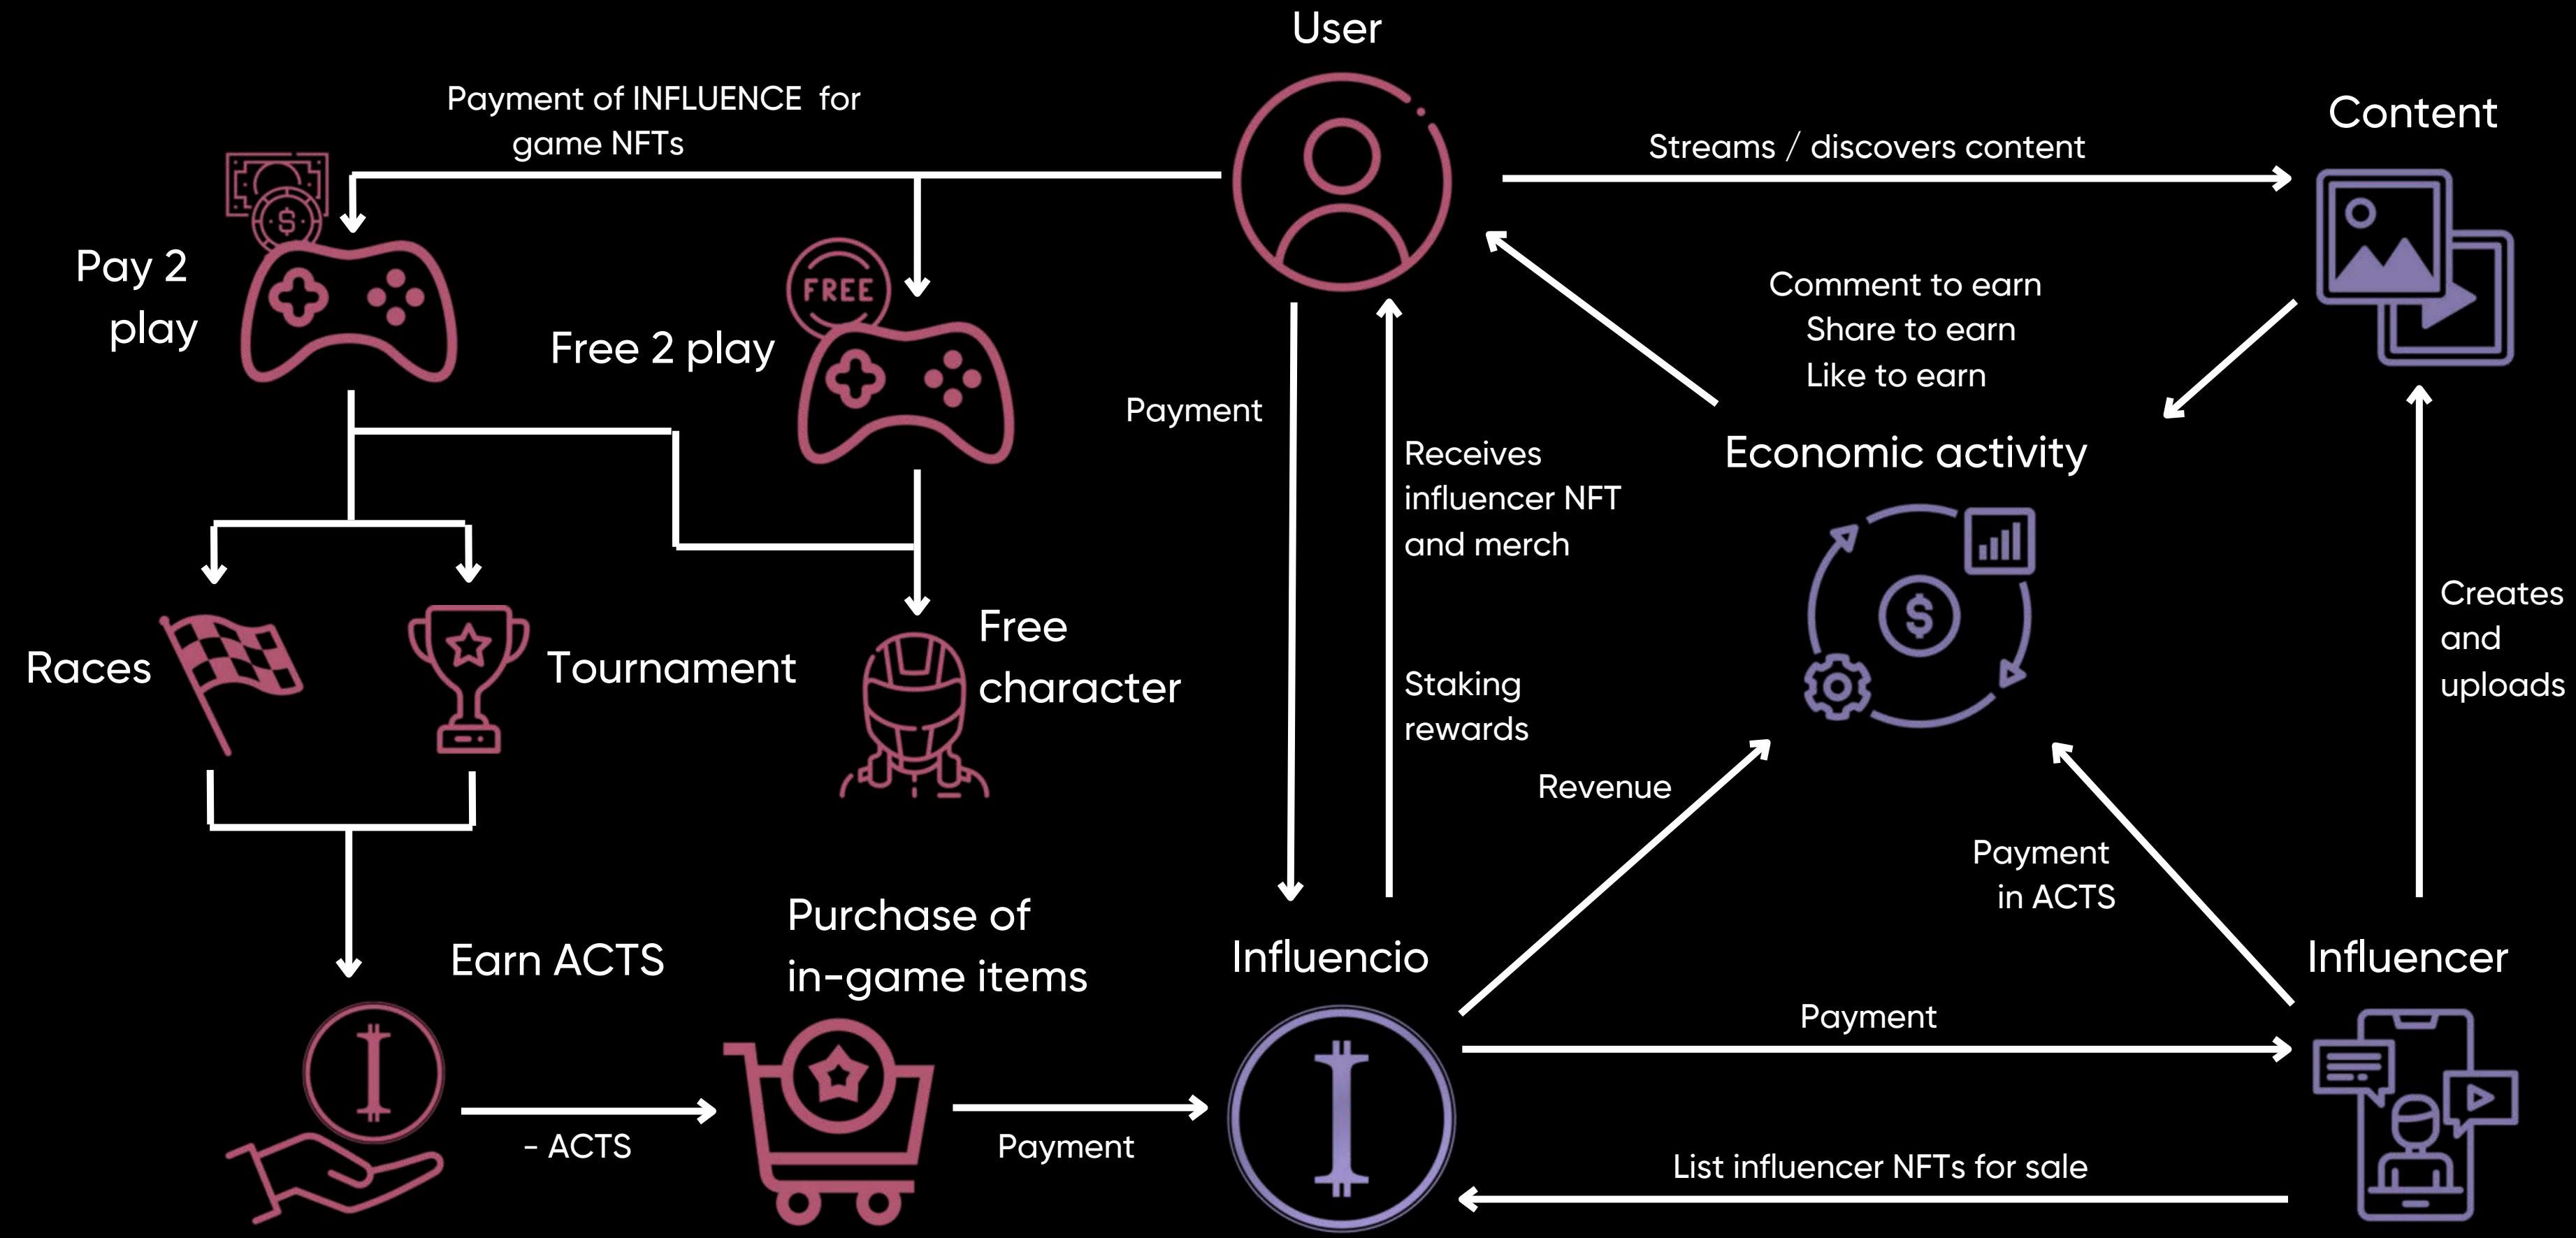 User
Payment of INFLUENCE for
game NFTs
Streams / discovers content
Content
Pay 2
play
FREE
Free 2 play
Comment to earn
Share to earn
Like to earn
Payment
Economic activity
Receives
influencer NFT
and merch
Races
Tournament
Free
character
Staking
rewards
Creates
and
uploads
Revenue
Payment
in ACTS
Earn ACTS
Purchase of
in-game items
Influencio
Influencer
- ACTS
Payment
Payment
List influencer NFTs for sale